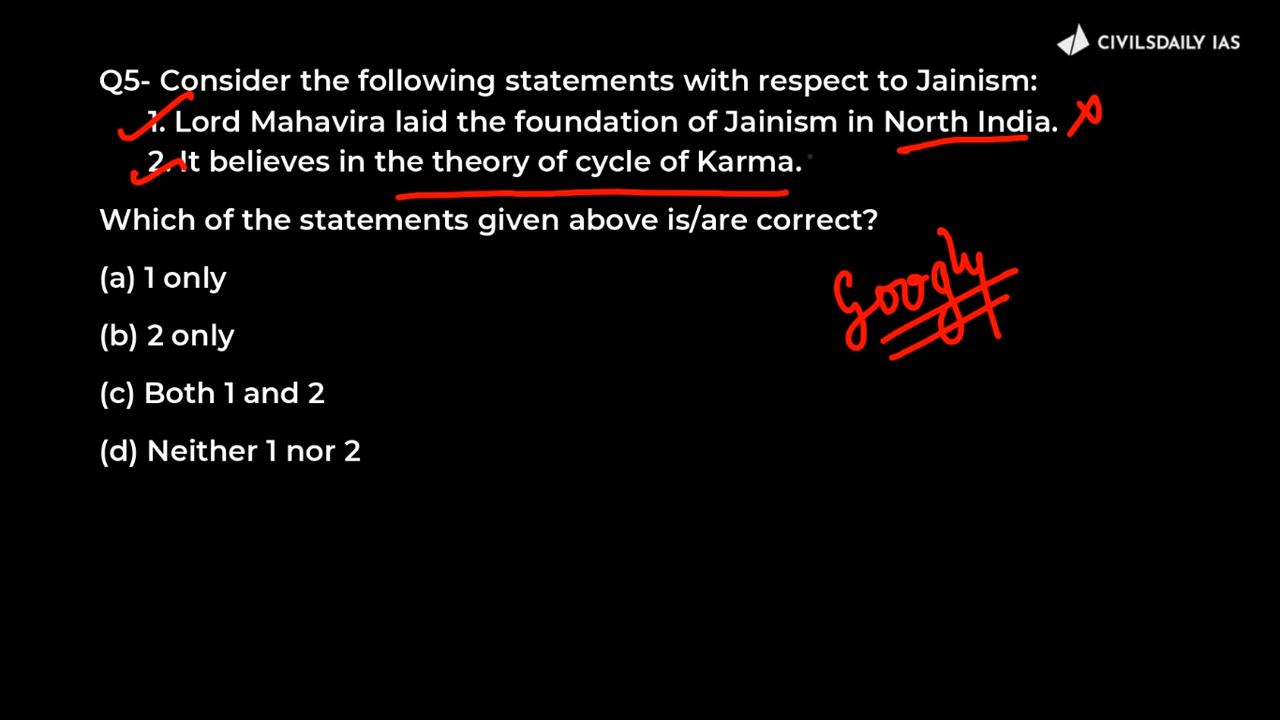 CIVILSDAILY IAS
Q5- Consider the following statements with respect to Jainism:
1. Lord Mahavira laid the foundation of Jainism in North India.
2. It believes in the theory of cycle of Karma.
Which of the statements given above is/are correct?
(a) 1 only
Googly
(b) 2 only
(c) Both 1 and 2
(d) Neither 1 nor 2